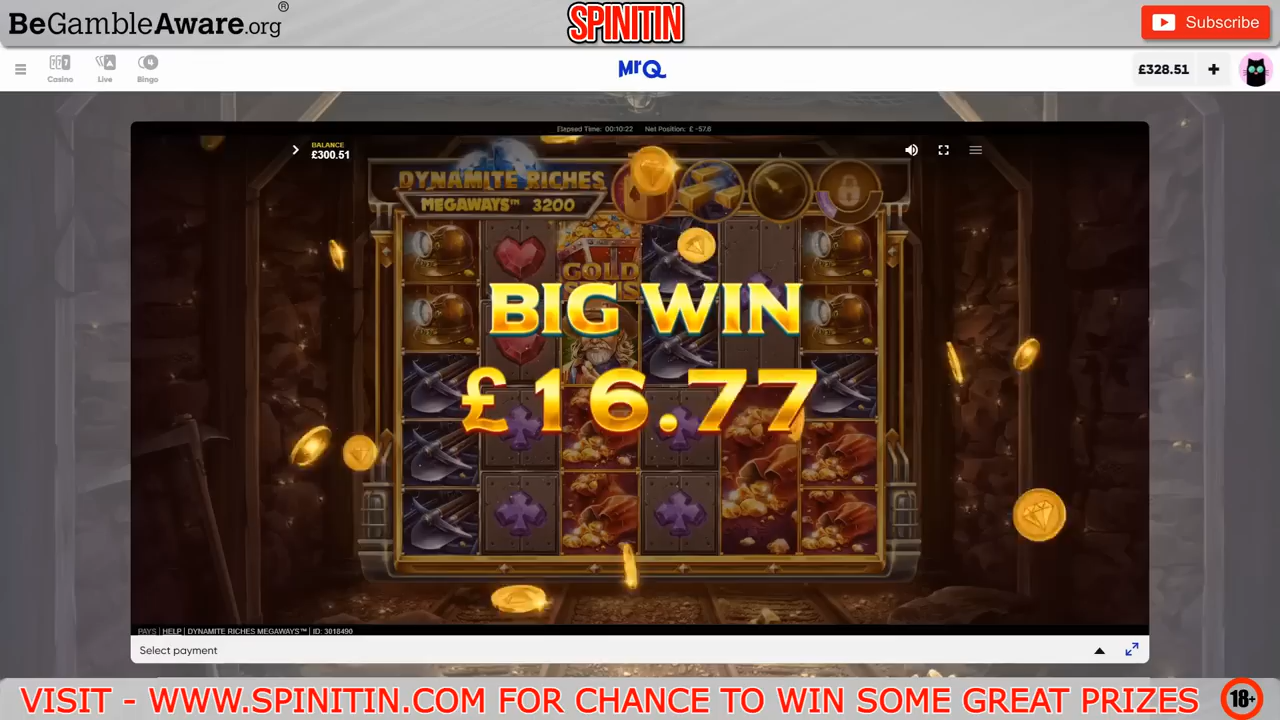 BeGambleAware.org®
SPINITIN
Subscribe
Casino
Live
Bingo
MrQ
£328.51
+
Elapsed Time: 00:10:22 Net Position: £ -57.6
BALANCE
£300.51
DYNAMITE RICHES
MEGAWAYS™ 3200
GOLD
BIG WIN
£16.77
PAYS | HELP | DYNAMITE RICHES MEGAWAYS™ | ID: 3018490
Select payment
VISIT - WWW.SPINITIN.COM FOR CHANCE TO WIN SOME GREAT PRIZES
18+